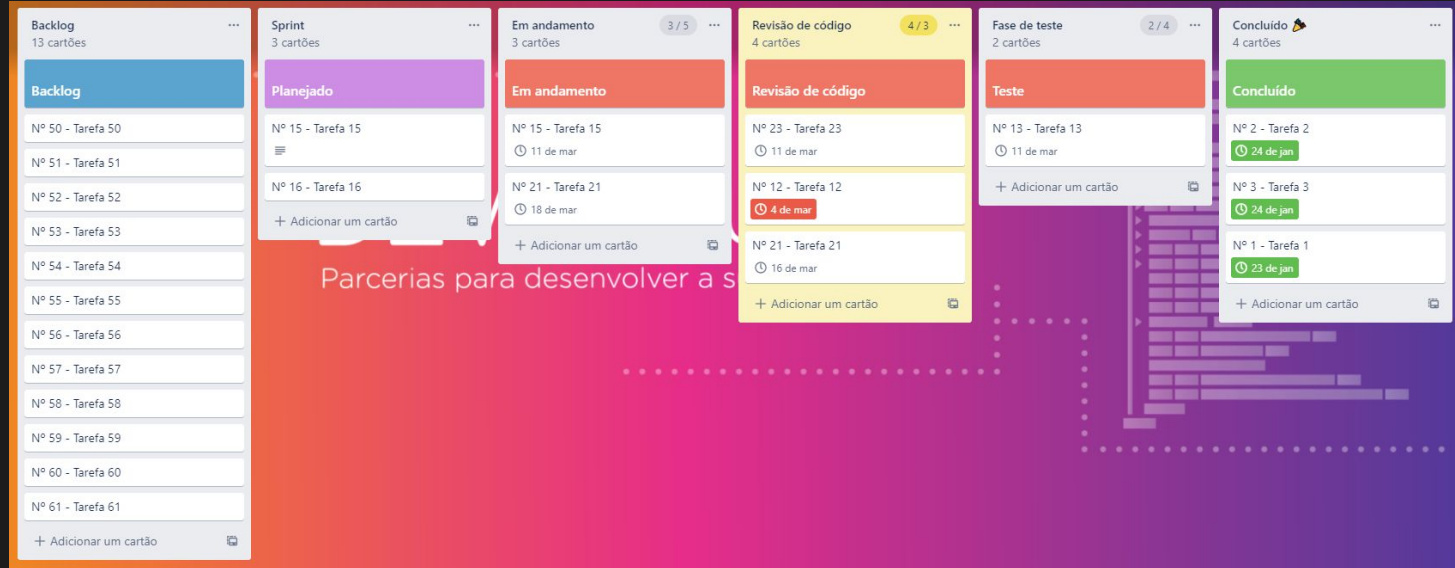 Backlog
13 cartões
Backlog
Nº 50 - Tarefa 50
Nº 51 - Tarefa 51
Nº 52 - Tarefa 52
Nº 53 - Tarefa 53
Nº 54 - Tarefa 54
Nº 55 - Tarefa 55
Nº 56 - Tarefa 56
Nº 57 - Tarefa 57
Nº 58 - Tarefa 58
Nº 59 - Tarefa 59
Nº 60 - Tarefa 60
Nº 61 - Tarefa 61
+ Adicionar um cartão
Sprint
3 cartões
Planejado
Nº 15 - Tarefa 15
Nº 16 - Tarefa 16
+ Adicionar um cartão
Em andamento 3/5
3 cartões
Em andamento
Nº 15 - Tarefa 15
11 de mar
Nº 21 - Tarefa 21
18 de mar
+ Adicionar um cartão
Revisão de código 4/3
4 cartões
Revisão de código
Nº 23 - Tarefa 23
11 de mar
Nº 12 - Tarefa 12
4 de mar
Nº 21 - Tarefa 21
16 de mar
+ Adicionar um cartão
Fase de teste 2/4
2 cartões
Teste
Nº 13 - Tarefa 13
11 de mar
+ Adicionar um cartão
Concluído 🎉
4 cartões
Concluído
Nº 2 - Tarefa 2
24 de jan
Nº 3 - Tarefa 3
24 de jan
Nº 1 - Tarefa 1
23 de jan
+ Adicionar um cartão
Parcerias para desenvolver a s